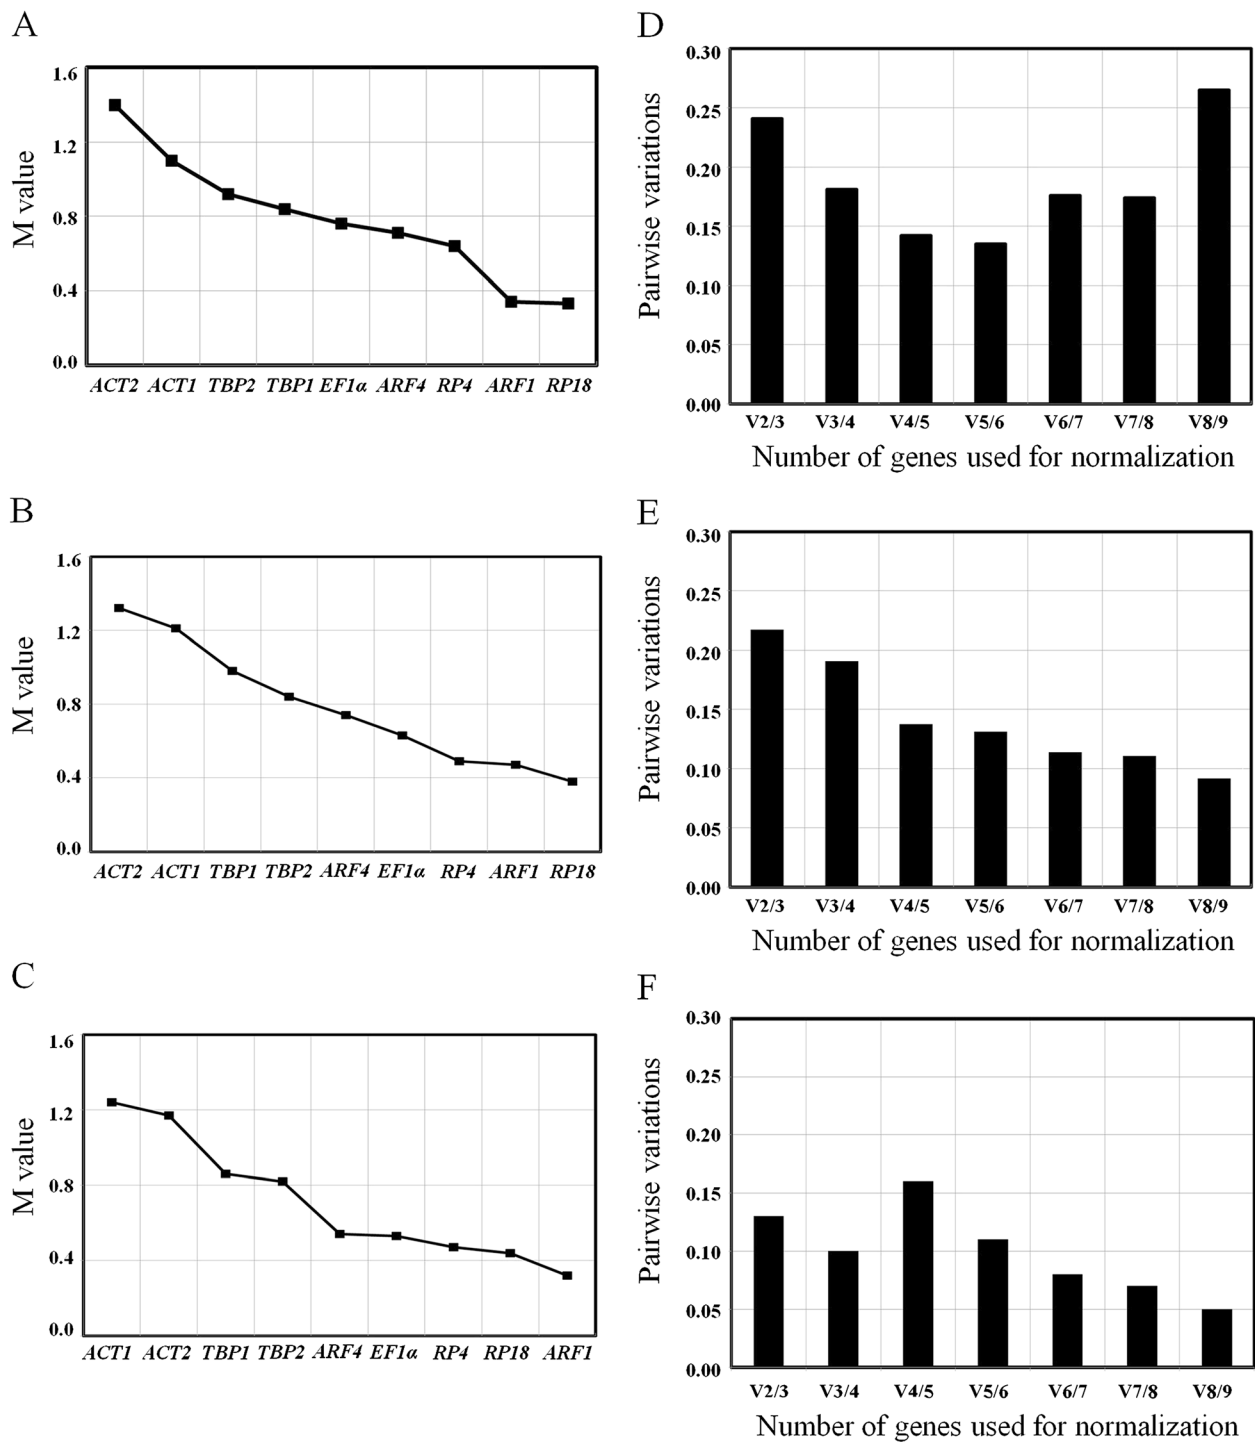 A
M value
1.6
1.2
0.8
0.4
0.0
ACT2 ACT1 TBP2 TBP1 EF1α ARF4 RP4 ARF1 RP18
D
Pairwise variations
0.30
0.25
0.20
0.15
0.10
0.05
0.00
V2/3 V3/4 V4/5 V5/6 V6/7 V7/8 V8/9
Number of genes used for normalization
B
M value
1.6
1.2
0.8
0.4
0.0
ACT2 ACT1 TBP1 TBP2 ARF4 EF1α RP4 ARF1 RP18
E
Pairwise variations
0.30
0.25
0.20
0.15
0.10
0.05
0.00
V2/3 V3/4 V4/5 V5/6 V6/7 V7/8 V8/9
Number of genes used for normalization
C
M value
1.6
1.2
0.8
0.4
0.0
ACT1 ACT2 TBP1 TBP2 ARF4 EF1α RP4 RP18 ARF1
F
Pairwise variations
0.30
0.25
0.20
0.15
0.10
0.05
0.00
V2/3 V3/4 V4/5 V5/6 V6/7 V7/8 V8/9
Number of genes used for normalization